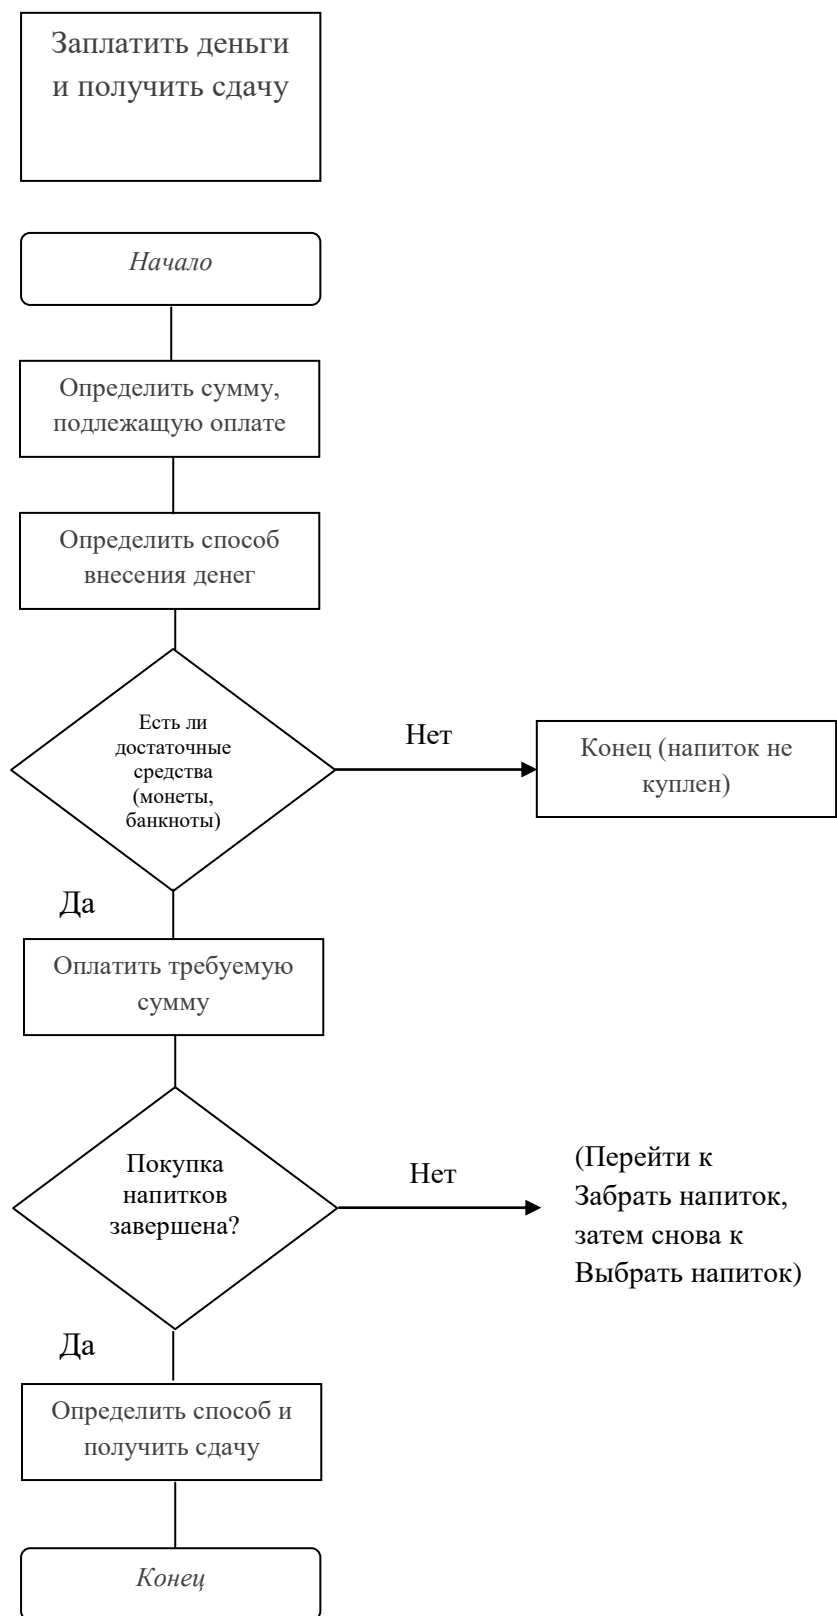 Заплатить деньги
и получить сдачу
Начало
Определить сумму,
подлежащую оплате
Определить способ
внесения денег
Есть ли
достаточные
средства
(монеты,
банкноты)
Нет
Конец (напиток не
куплен)
Да
Оплатить требуемую
сумму
Покупка
напитков
завершена?
Нет
(Перейти к
Забрать напиток,
затем снова к
Выбрать напиток)
Да
Определить способ и
получить сдачу
Конец